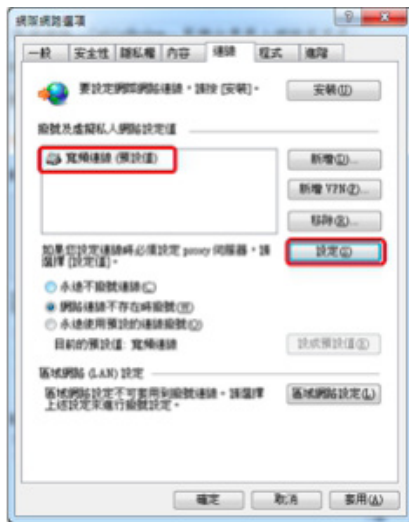 網際網路選項
一般 安全性 隱私權 內容 連線 程式 進階
要設定網際網路連線，請按 [安裝]。
安裝(U)
撥號及虛擬私人網路設定值
寬頻連線 (預設值)
新增(D)...
新增 VPN(P)...
移除(R)...
如果您設定連線時必須設定 proxy 伺服器，請
選擇 [設定值]。
設定(S)
永遠不撥號連線(C)
網路連線不存在時撥號(W)
永遠使用預設的連線撥號(O)
目前的預設值: 寬頻連線
設成預設值(E)
區域網路 (LAN) 設定
區域網路設定不可套用到撥號連線。請選擇
上述設定來進行撥號設定。
區域網路設定(L)
確定 取消 套用(A)